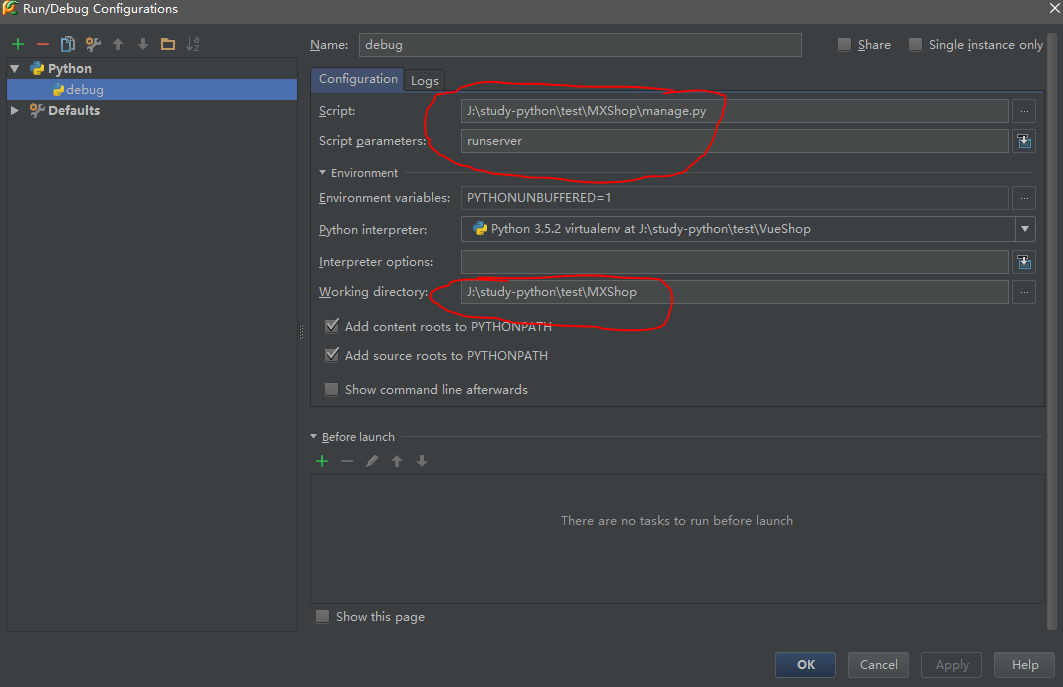 Run/Debug Configurations
Name: debug
Share
Single instance only
Python
debug
Defaults
Configuration
Logs
Script: J:\study-python\test\MXShop\manage.py
Script parameters: runserver
Environment
Environment variables: PYTHONUNBUFFERED=1
Python interpreter: Python 3.5.2 virtualenv at J:\study-python\test\VueShop
Interpreter options:
Working directory: J:\study-python\test\MXShop
Add content roots to PYTHONPATH
Add source roots to PYTHONPATH
Show command line afterwards
Before launch
There are no tasks to run before launch
Show this page
OK Cancel Apply Help